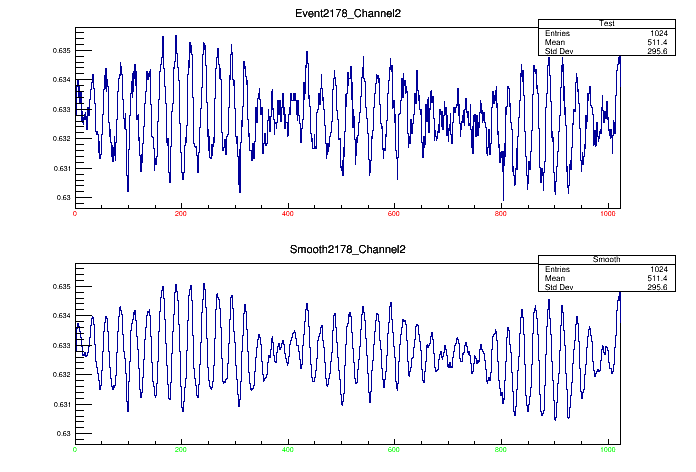 Event2178_Channel2
Test
Entries 1024
Mean 511.4
Std Dev 295.6
0.635
0.634
0.633
0.632
0.631
0.63
0 200 400 600 800 1000
Smooth2178_Channel2
Smooth
Entries 1024
Mean 511.4
Std Dev 295.6
0.635
0.634
0.633
0.632
0.631
0.63
0 200 400 600 800 1000